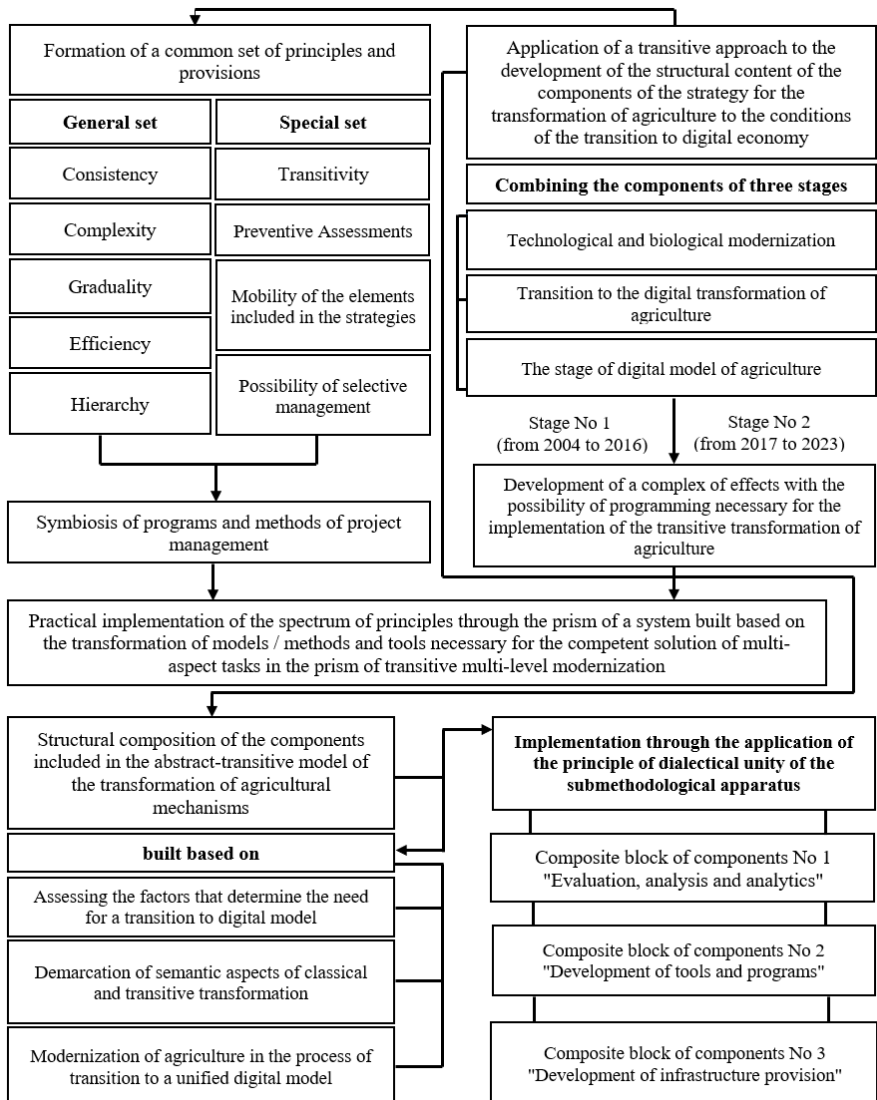 Formation of a common set of principles and
provisions
General set
Special set
Consistency
Transitivity
Complexity
Preventive Assessments
Graduality
Mobility of the elements
included in the strategies
Efficiency
Possibility of selective
management
Hierarchy
Symbiosis of programs and methods of project
management
Application of a transitive approach to the
development of the structural content of the
components of the strategy for the
transformation of agriculture to the conditions
of the transition to digital economy
Combining the components of three stages
Technological and biological modernization
Transition to the digital transformation of
agriculture
The stage of digital model of agriculture
Stage No 1
(from 2004 to 2016)
Stage No 2
(from 2017 to 2023)
Development of a complex of effects with the
possibility of programming necessary for the
implementation of the transitive transformation of
agriculture
Practical implementation of the spectrum of principles through the prism of a system built based on
the transformation of models / methods and tools necessary for the competent solution of multi-
aspect tasks in the prism of transitive multi-level modernization
Structural composition of the components
included in the abstract-transitive model of
the transformation of agricultural
mechanisms
built based on
Assessing the factors that determine the
need for a transition to digital model
Demarcation of semantic aspects of classical
and transitive transformation
Modernization of agriculture in the process of
transition to a unified digital model
Implementation through the application of
the principle of dialectical unity of the
submethodological apparatus
Composite block of components No 1
"Evaluation, analysis and analytics"
Composite block of components No 2
"Development of tools and programs"
Composite block of components No 3
"Development of infrastructure provision"